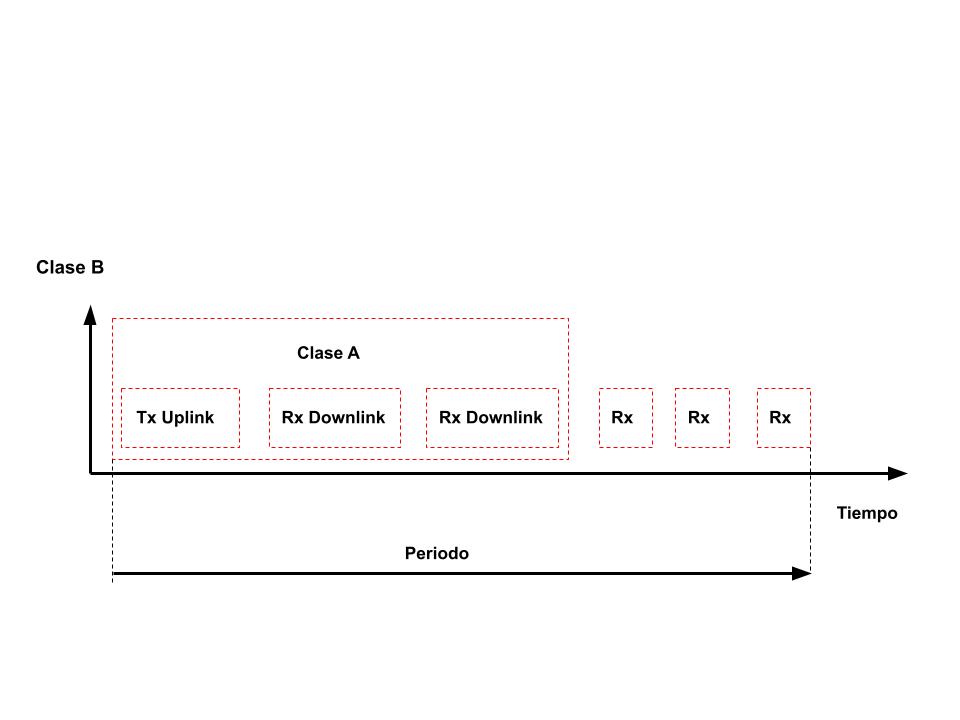 Clase B
Clase A
Tx Uplink
Rx Downlink
Rx Downlink
Rx
Rx
Rx
Tiempo
Periodo